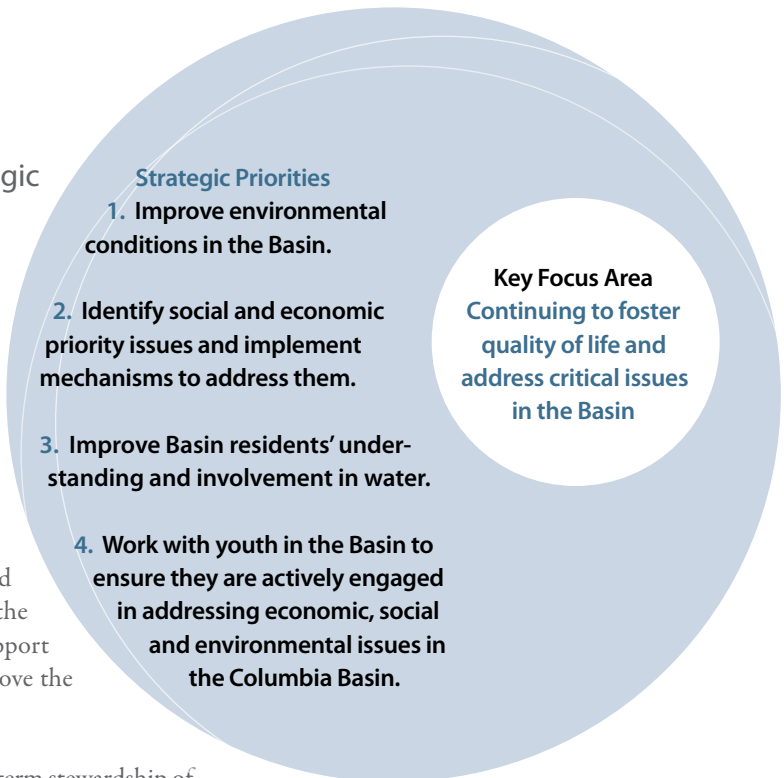 gic
Strategic Priorities
1. Improve environmental
conditions in the Basin.
2. Identify social and economic
priority issues and implement
mechanisms to address them.
3. Improve Basin residents’ under-
standing and involvement in water.
4. Work with youth in the Basin to
ensure they are actively engaged
in addressing economic, social
and environmental issues in
the Columbia Basin.
Key Focus Area
Continuing to foster
quality of life and
address critical issues
in the Basin
d
the
pport
ove the
term stewardship of